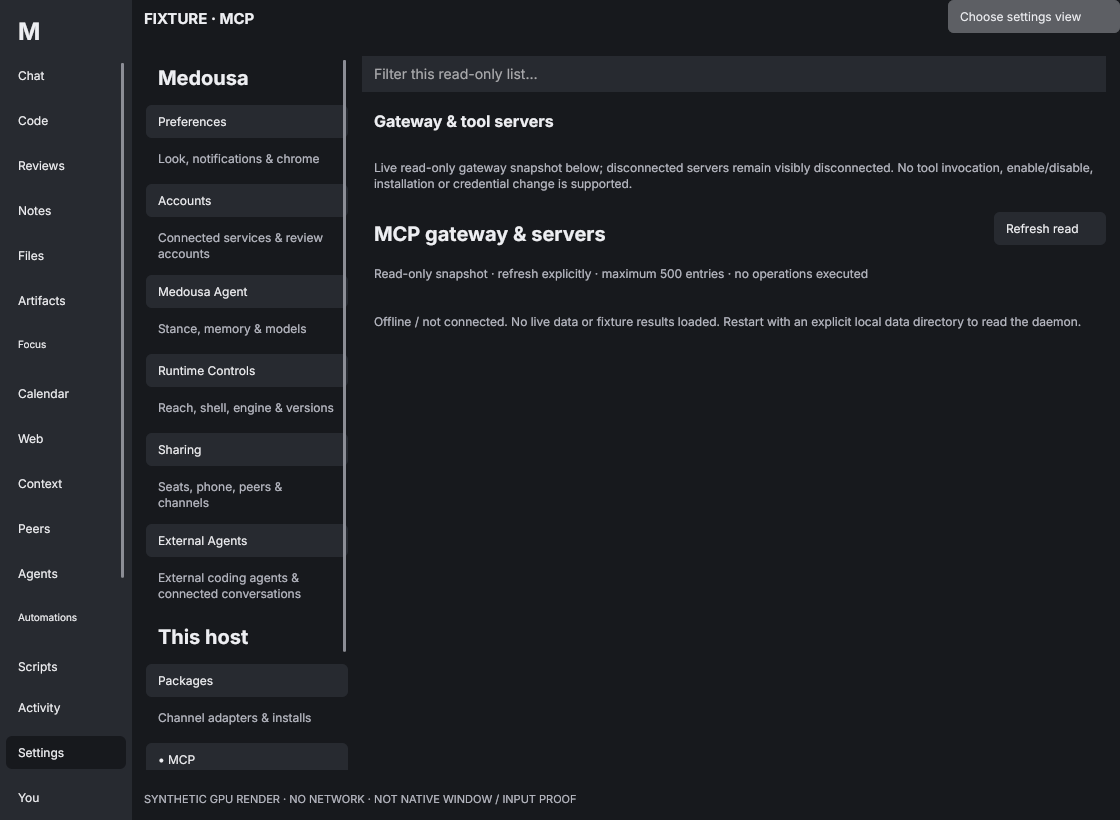 M
Chat
Code
Reviews
Notes
Files
Artifacts
Focus
Calendar
Web
Context
Peers
Agents
Automations
Scripts
Activity
Settings
You
FIXTURE · MCP
Choose settings view
Medousa
Preferences
Look, notifications & chrome
Accounts
Connected services & review
accounts
Medousa Agent
Stance, memory & models
Runtime Controls
Reach, shell, engine & versions
Sharing
Seats, phone, peers &
channels
External Agents
External coding agents &
connected conversations
This host
Packages
Channel adapters & installs
• MCP
Filter this read-only list...
Gateway & tool servers
Live read-only gateway snapshot below; disconnected servers remain visibly disconnected. No tool invocation, enable/disable,
installation or credential change is supported.
MCP gateway & servers
Refresh read
Read-only snapshot · refresh explicitly · maximum 500 entries · no operations executed
Offline / not connected. No live data or fixture results loaded. Restart with an explicit local data directory to read the daemon.
SYNTHETIC GPU RENDER · NO NETWORK · NOT NATIVE WINDOW / INPUT PROOF